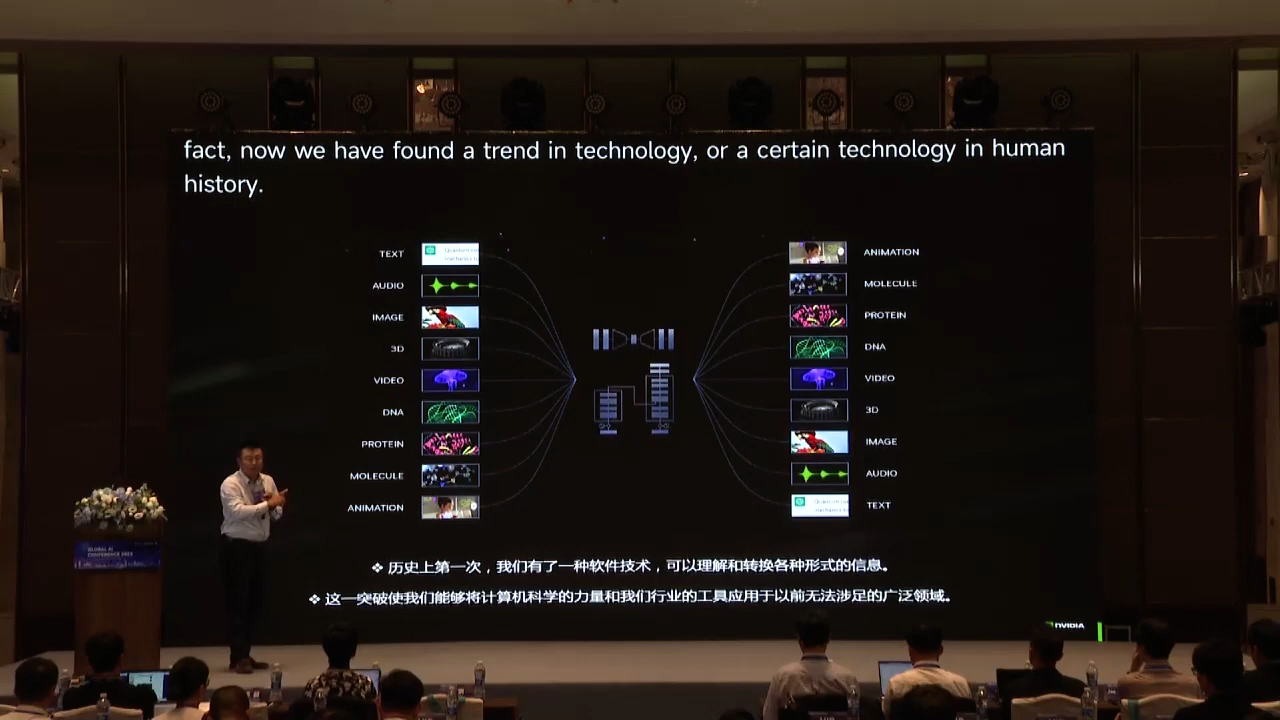 fact, now we have found a trend in technology, or a certain technology in human
history.
TEXT
AUDIO
IMAGE
3D
VIDEO
DNA
PROTEIN
MOLECULE
ANIMATION
ANIMATION
MOLECULE
PROTEIN
DNA
VIDEO
3D
IMAGE
AUDIO
TEXT
❖ 历史上第一次，我们有了一种软件技术，可以理解和转换各种形式的信息。
❖ 这一突破使我们能够将计算机科学的力量和我们行业的工具应用于以前无法涉足的广泛领域。
NVIDIA
GLOBAL AI
CONFERENCE